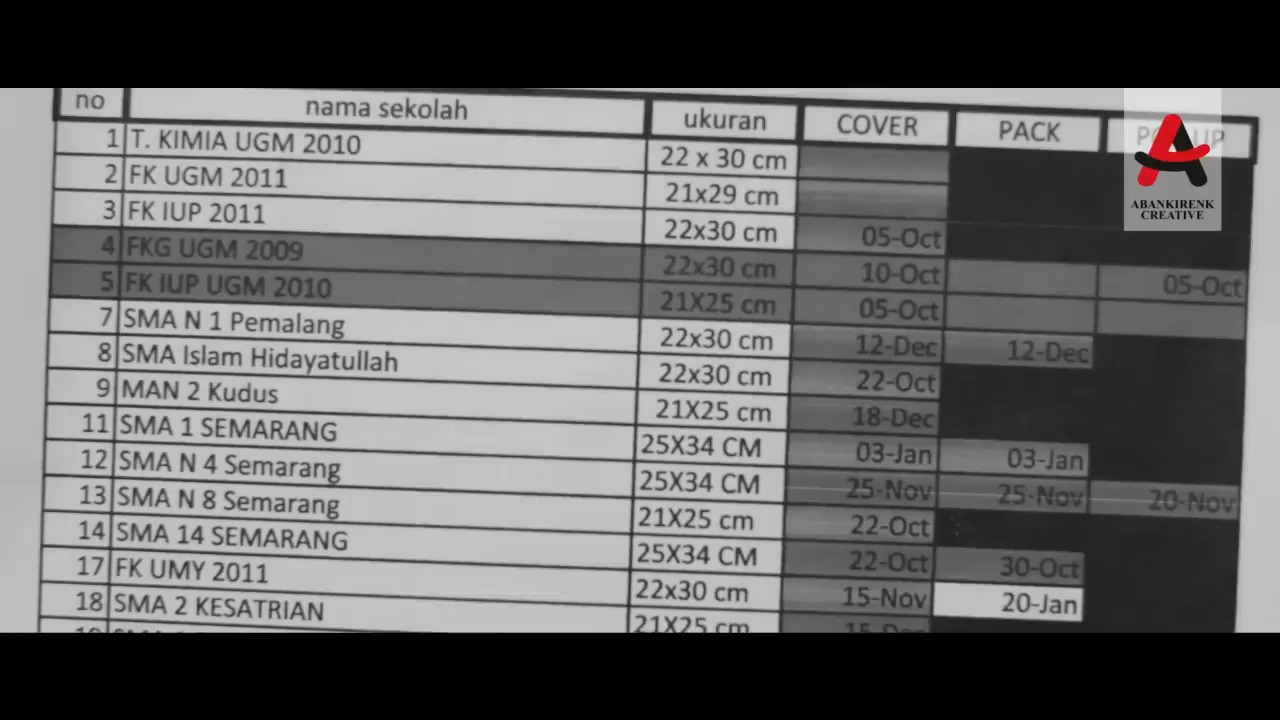 no nama sekolah ukuran COVER PACK
1 T. KIMIA UGM 2010 22 x 30 cm
2 FK UGM 2011 21x29 cm
3 FK IUP 2011 22x30 cm 05-Oct
4 FKG UGM 2009 22x30 cm 10-Oct 05-Oct
5 FK IUP UGM 2010 21X25 cm 05-Oct
7 SMA N 1 Pemalang 22x30 cm 12-Dec 12-Dec
8 SMA Islam Hidayatullah 22x30 cm 22-Oct
9 MAN 2 Kudus 21X25 cm 18-Dec
11 SMA 1 SEMARANG 25X34 CM 03-Jan 03-Jan
12 SMA N 4 Semarang 25X34 CM 25-Nov 25-Nov 20-Nov
13 SMA N 8 Semarang 21X25 cm 22-Oct
14 SMA 14 SEMARANG 25X34 CM 22-Oct 30-Oct
17 FK UMY 2011 22x30 cm 15-Nov 20-Jan
18 SMA 2 KESATRIAN 21X25 cm 15-Dec
ABANKIRENK
CREATIVE